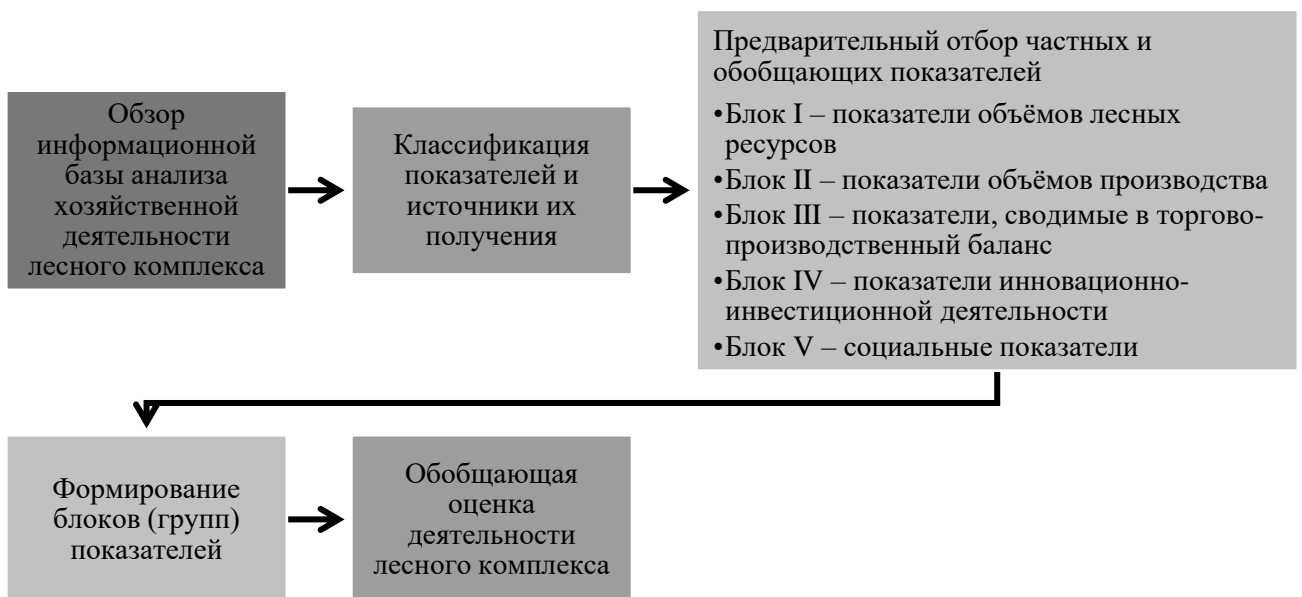 Обзор
информационной
базы анализа
хозяйственной
деятельности
лесного комплекса
Классификация
показателей и
источники их
получения
Предварительный отбор частных и
обобщающих показателей
•Блок I – показатели объёмов лесных
ресурсов
•Блок II – показатели объёмов производства
•Блок III – показатели, сводимые в торгово-
производственный баланс
•Блок IV – показатели инновационно-
инвестиционной деятельности
•Блок V – социальные показатели
Формирование
блоков (групп)
показателей
Обобщающая
оценка
деятельности
лесного комплекса